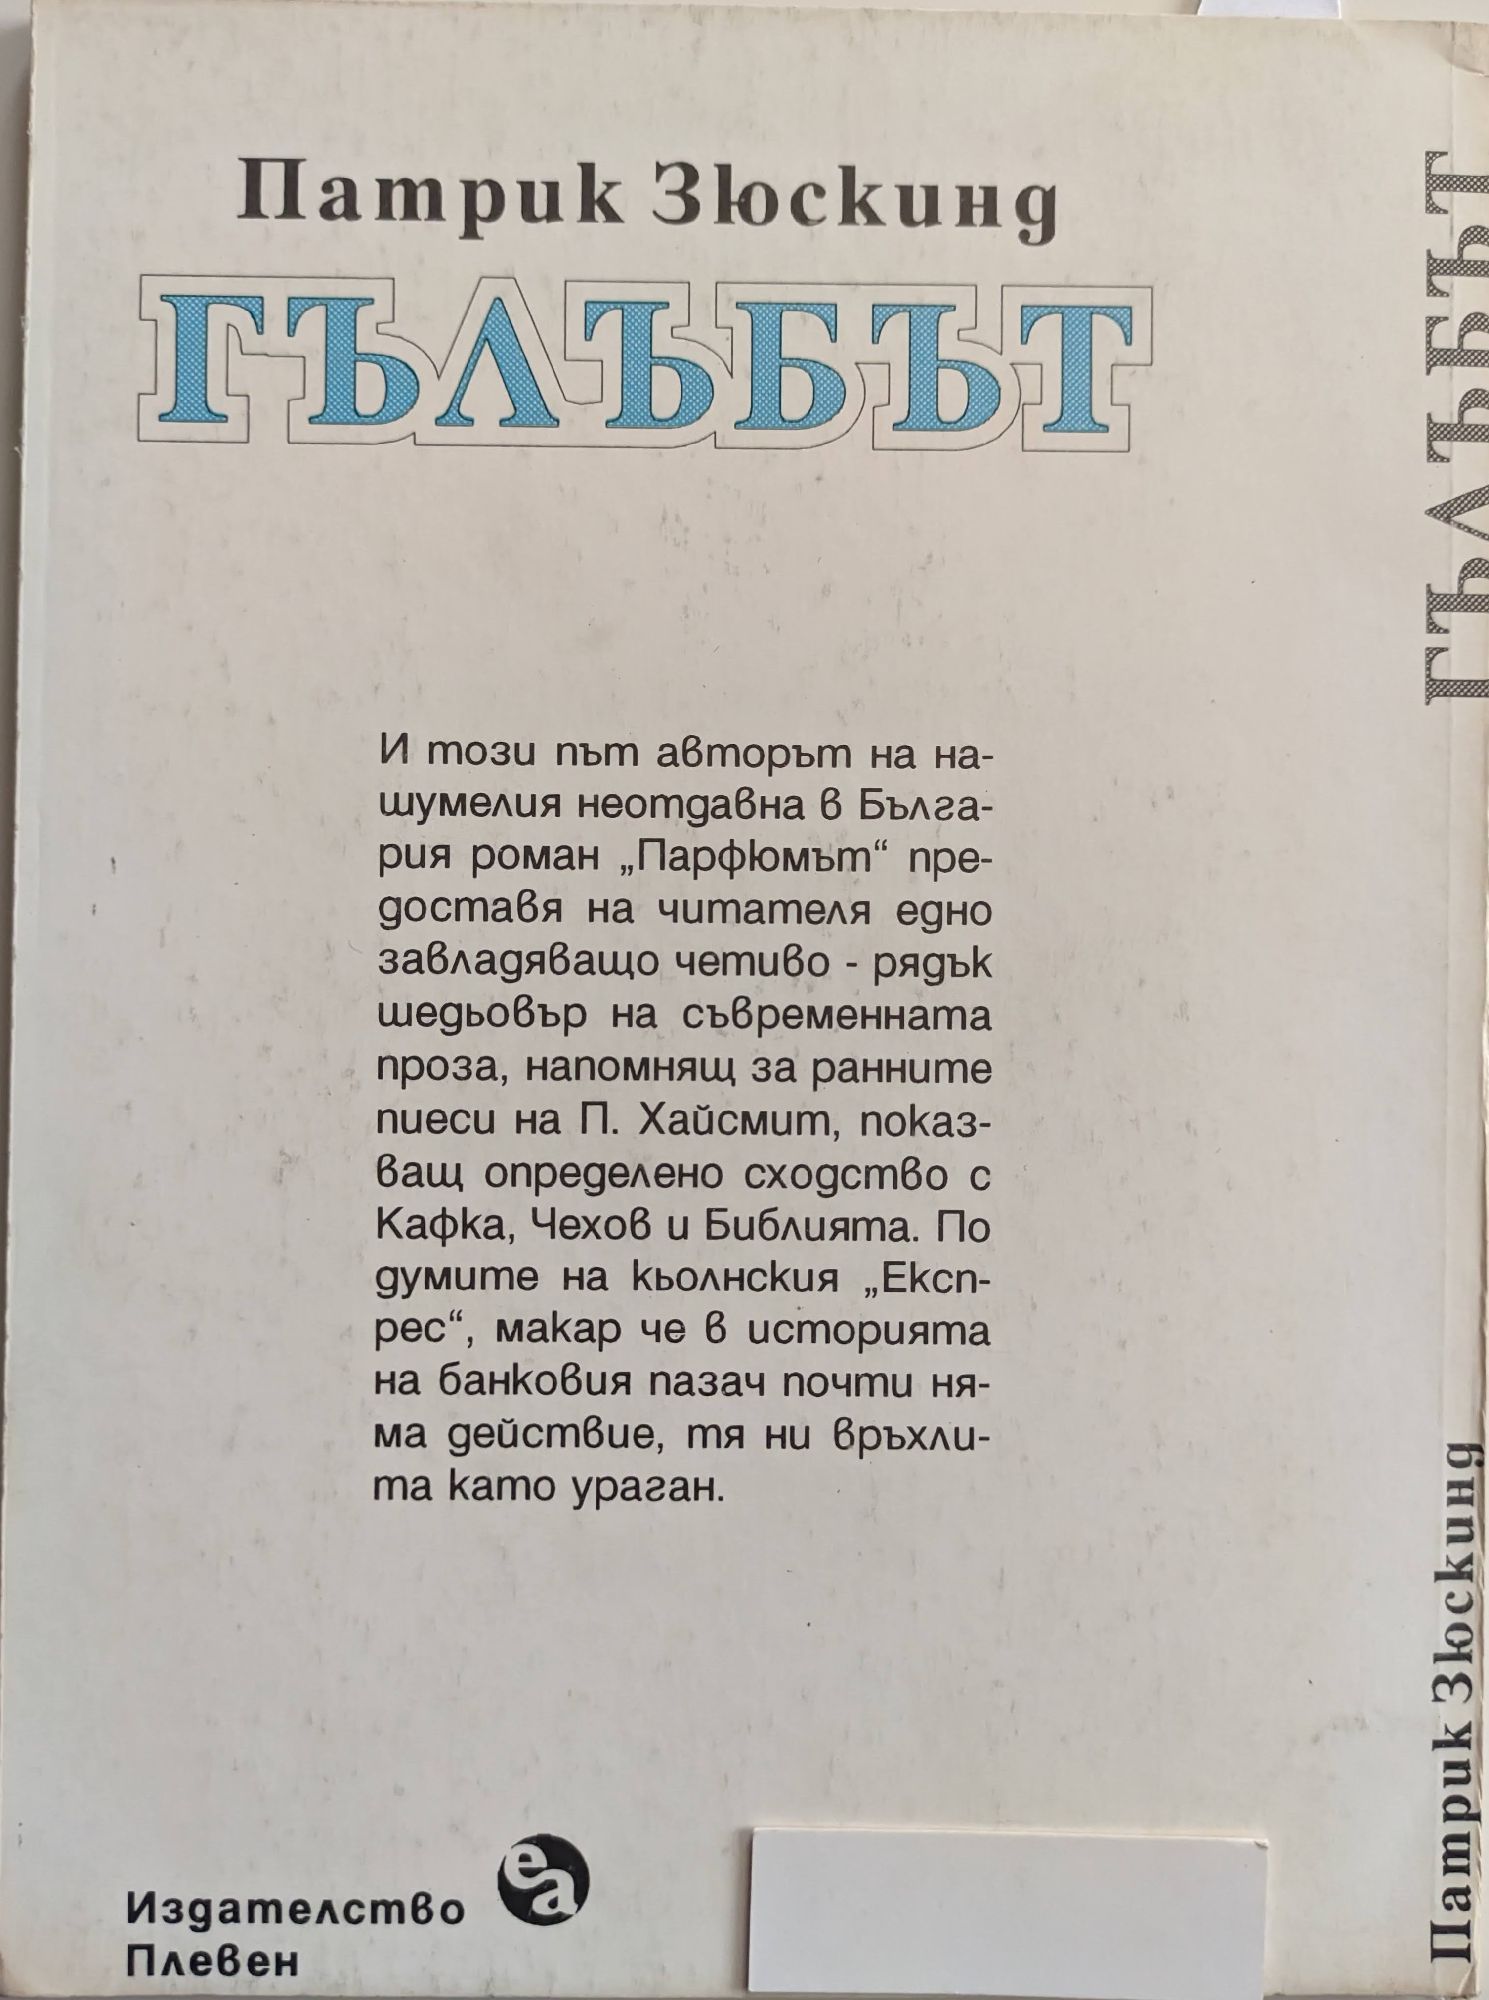 Патрик Зюскинд
ГЪЛЪБЪТ
И този път авторът на на-
шумелия неотдавна в Бълга-
рия роман „Парфюмът“ пре-
доставя на читателя едно
завладяващо четиво - рядък
шедьовър на съвременната
проза, напомнящ за ранните
пиеси на П. Хайсмит, показ-
ващ определено сходство с
Кафка, Чехов и Библията. По
думите на кьолнския „Експ-
рес“, макар че в историята
на банковия пазач почти ня-
ма действие, тя ни връхли-
та като ураган.
Издателство
Плевен
еа
ГЪЛЪБЪТ
Патрик Зюскинд